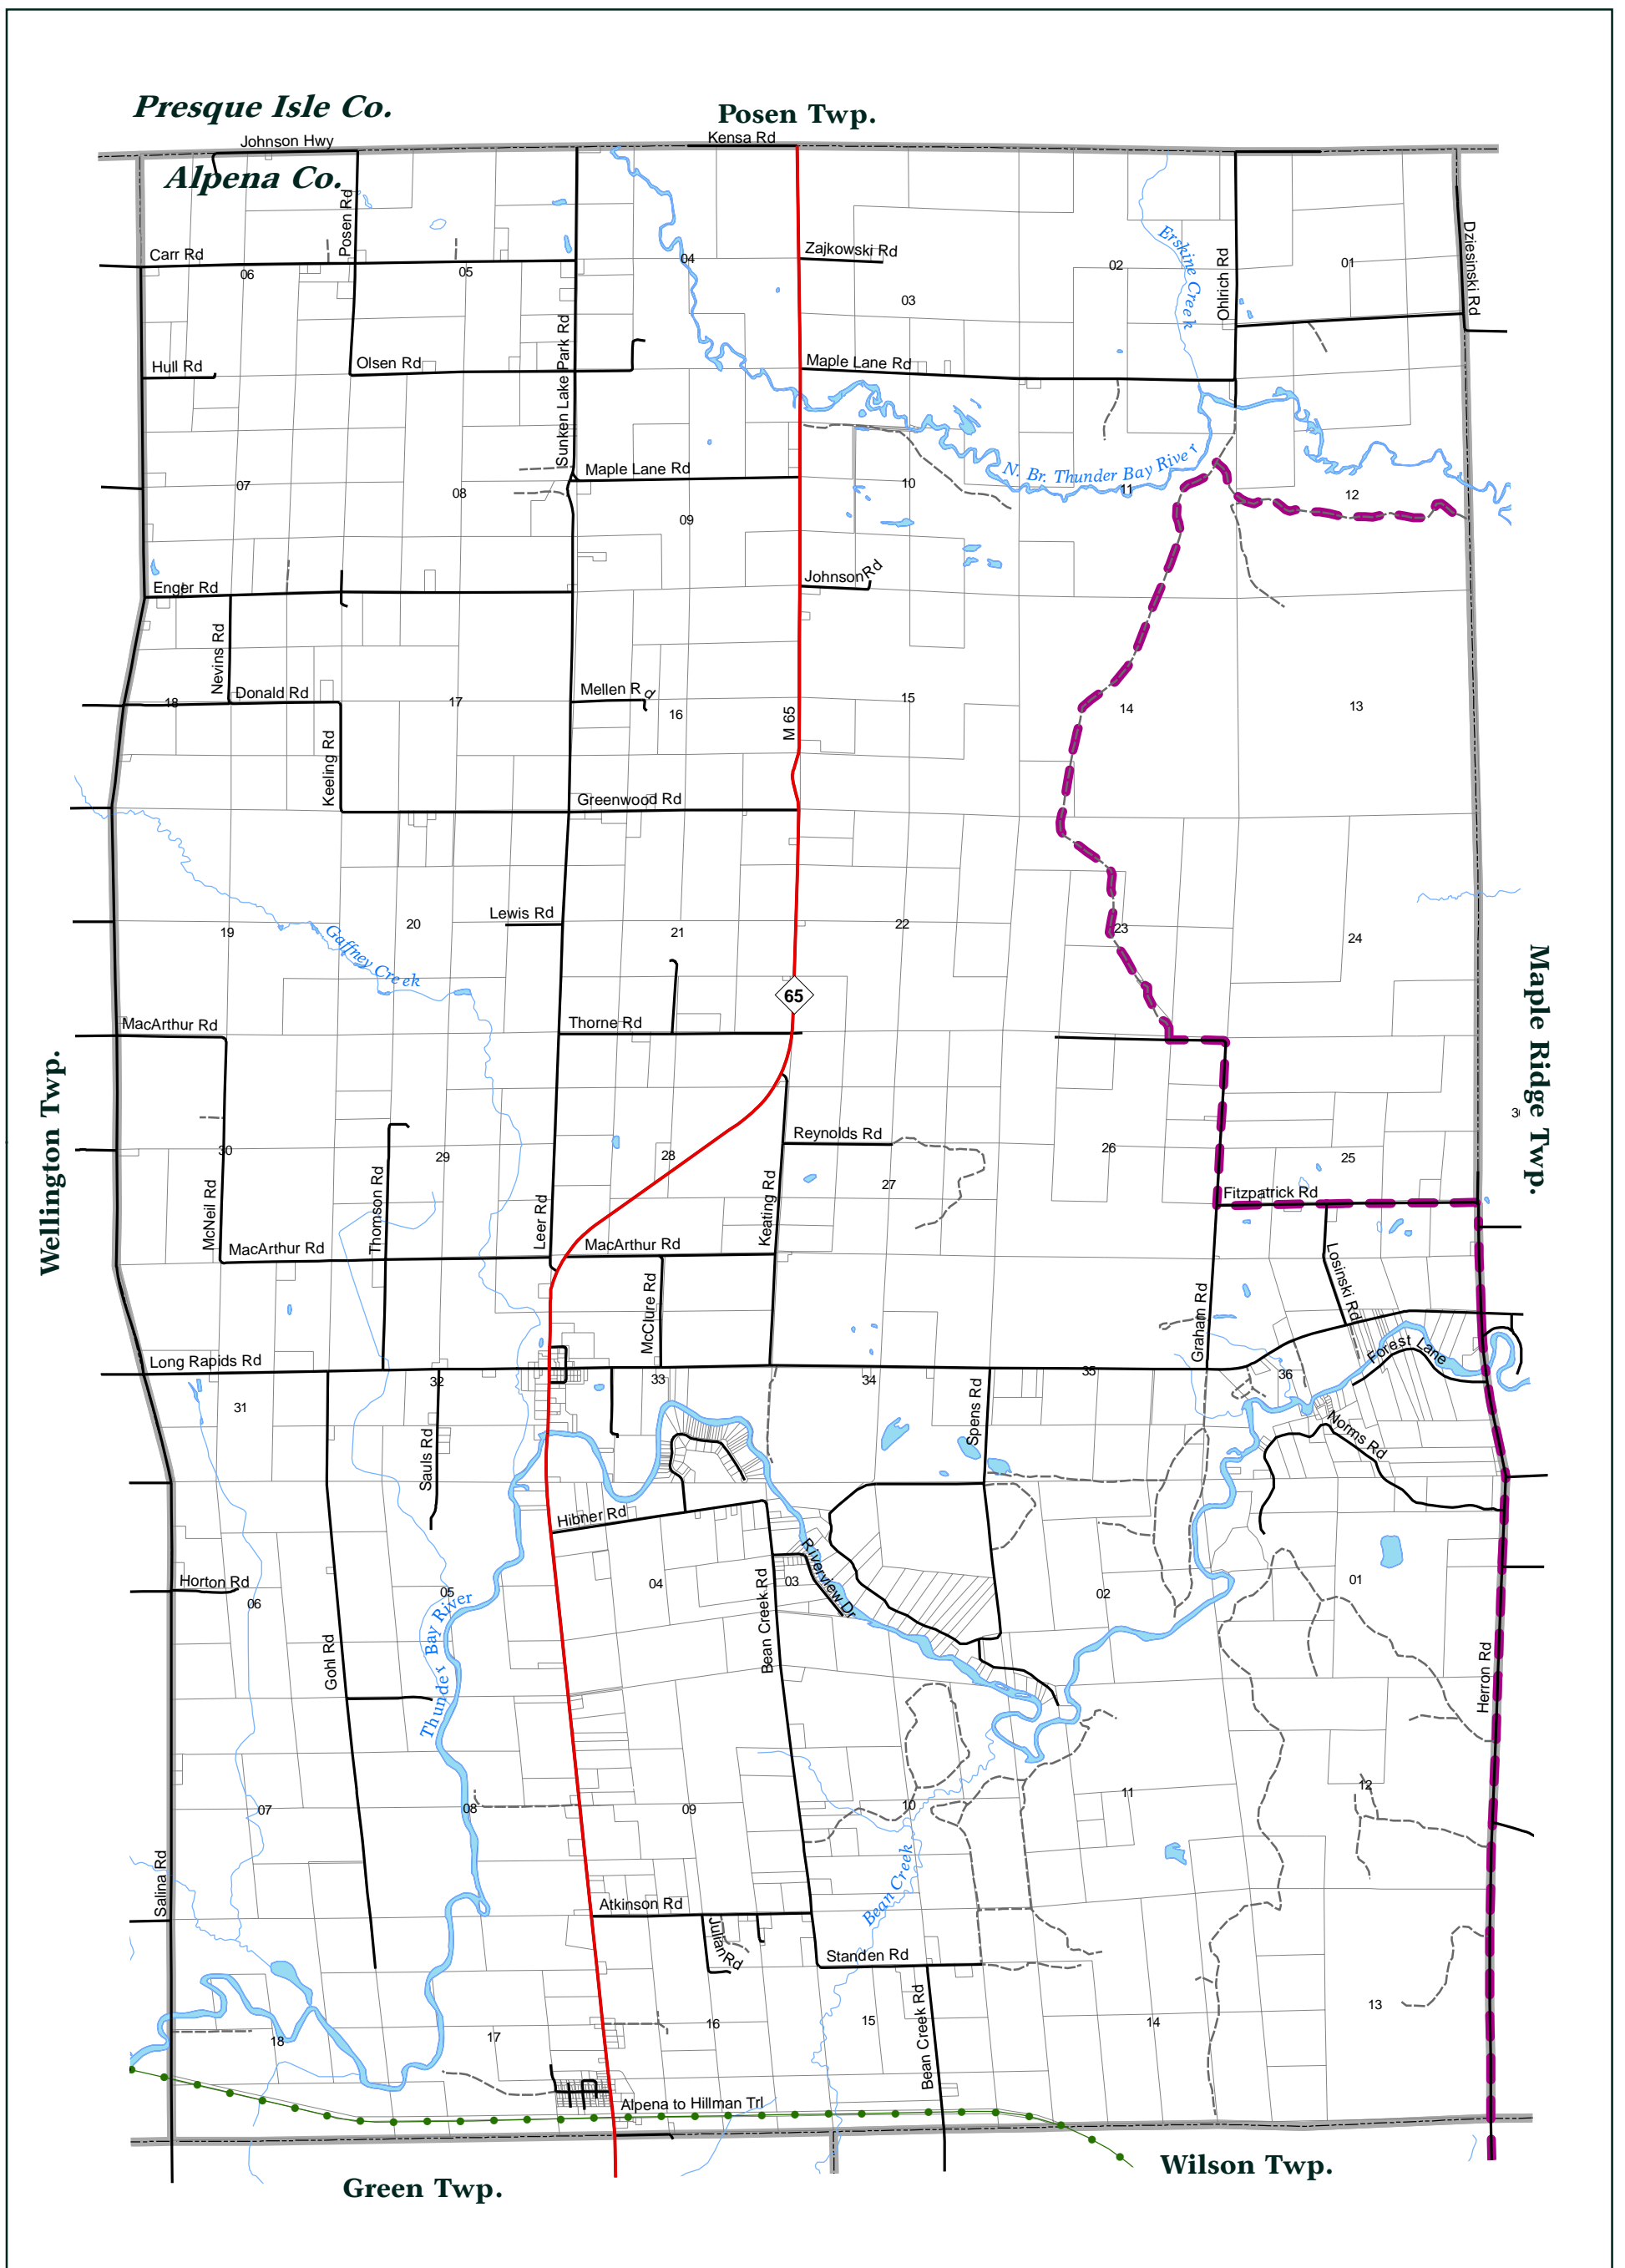 Presque Isle Co.
Posen Twp.
Kensa Rd
Johnson Hwy
Alpena Co.
Posen Rd
Carr Rd
06
05
04
Zajkowski Rd
03
02
Erskine Creek
Ohlrich Rd
01
Dziesinski Rd
Hull Rd
Olsen Rd
Sunken Lake Park Rd
Maple Lane Rd
Maple Lane Rd
N. Br. Thunder Bay River
07
08
09
10
11
12
Enger Rd
Johnson Rd
Nevins Rd
Donald Rd
Mellen Rd
18
17
16
M 65
15
14
13
Keeling Rd
Greenwood Rd
Lewis Rd
19
20
21
22
23
24
Gaffney Creek
65
MacArthur Rd
Thorne Rd
Maple Ridge Twp.
Wellington Twp.
Reynolds Rd
30
29
28
27
26
25
Fitzpatrick Rd
McNeil Rd
Thomson Rd
Leer Rd
Keating Rd
MacArthur Rd
MacArthur Rd
McClure Rd
Graham Rd
Losinski Rd
Forest Lane
Long Rapids Rd
31
32
33
34
35
36
Sauls Rd
Spens Rd
Norms Rd
Hibner Rd
Riverview Dr
Horton Rd
06
05
04
03
02
01
Thunder Bay River
Gohl Rd
Bean Creek Rd
Herron Rd
07
08
09
10
11
12
Salina Rd
Bean Creek
Atkinson Rd
Julian Rd
Standen Rd
18
17
16
15
14
13
Bean Creek Rd
Alpena to Hillman Trl
Green Twp.
Wilson Twp.